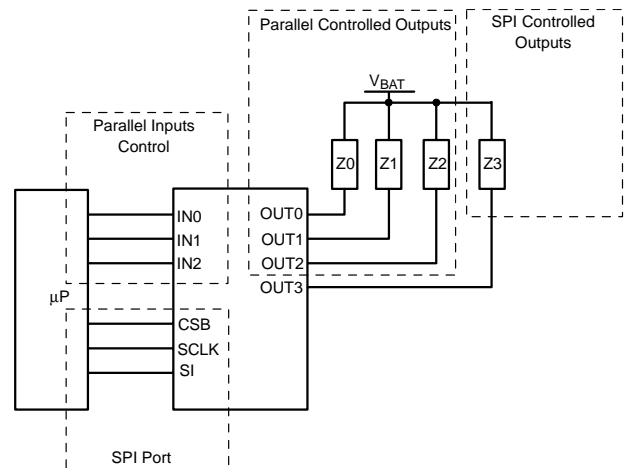 Parallel Controlled Outputs
SPI Controlled
Outputs
VBAT
Parallel Inputs
Control
Z0
Z1
Z2
Z3
IN0
OUT0
IN1
OUT1
IN2
OUT2
OUT3
μP
CSB
SCLK
SI
SPI Port